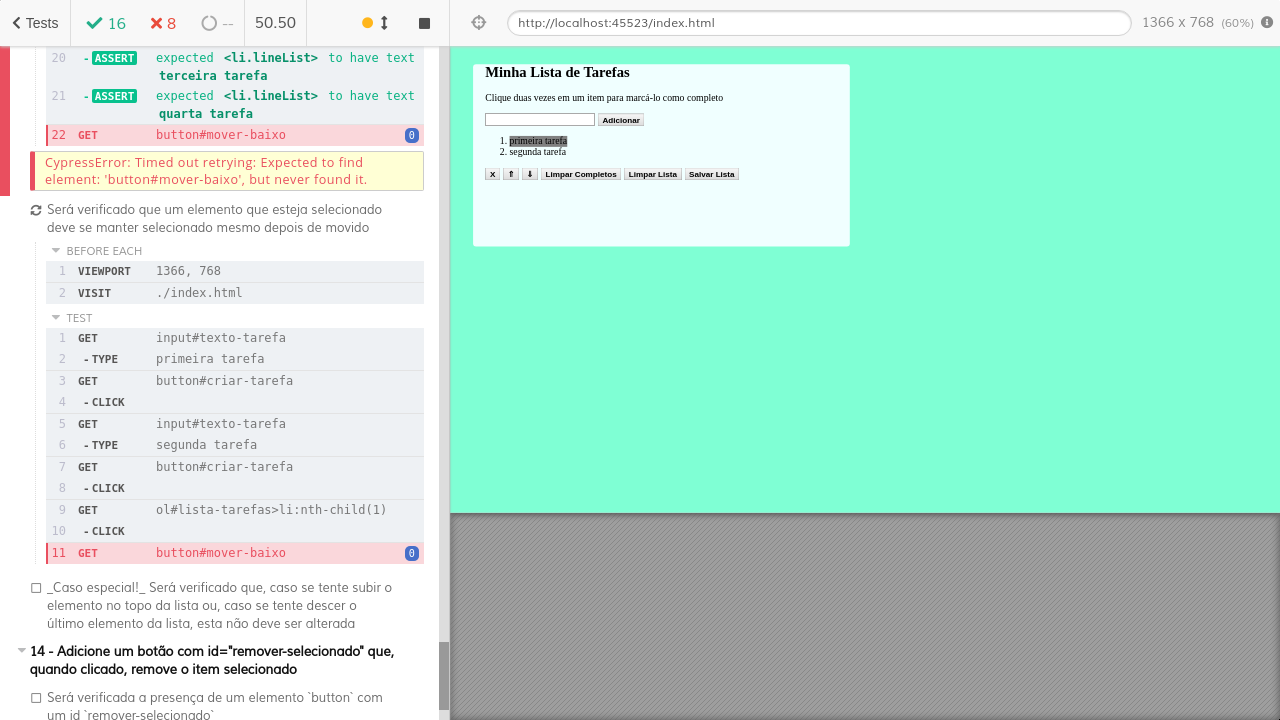 Tests 16 8 -- 50.50
http://localhost:45523/index.html 1366 x 768 (60%)
20 - ASSERT expected <li.lineList> to have text
terceira tarefa
21 - ASSERT expected <li.lineList> to have text
quarta tarefa
22 GET button#mover-baixo 0
CypressError: Timed out retrying: Expected to find
element: 'button#mover-baixo', but never found it.
Será verificado que um elemento que esteja selecionado
deve se manter selecionado mesmo depois de movido
BEFORE EACH
1 VIEWPORT 1366, 768
2 VISIT ./index.html
TEST
1 GET input#texto-tarefa
2 - TYPE primeira tarefa
3 GET button#criar-tarefa
4 - CLICK
5 GET input#texto-tarefa
6 - TYPE segunda tarefa
7 GET button#criar-tarefa
8 - CLICK
9 GET ol#lista-tarefas>li:nth-child(1)
10 - CLICK
11 GET button#mover-baixo 0
_Caso especial!_ Será verificado que, caso se tente subir o
elemento no topo da lista ou, caso se tente descer o
último elemento da lista, esta não deve ser alterada
14 - Adicione um botão com id="remover-selecionado" que,
quando clicado, remove o item selecionado
Será verificada a presença de um elemento `button` com
um id `remover-selecionado`
Minha Lista de Tarefas
Clique duas vezes em um item para marcá-lo como completo
Adicionar
1. primeira tarefa
2. segunda tarefa
X ⇑ ⇓ Limpar Completos Limpar Lista Salvar Lista